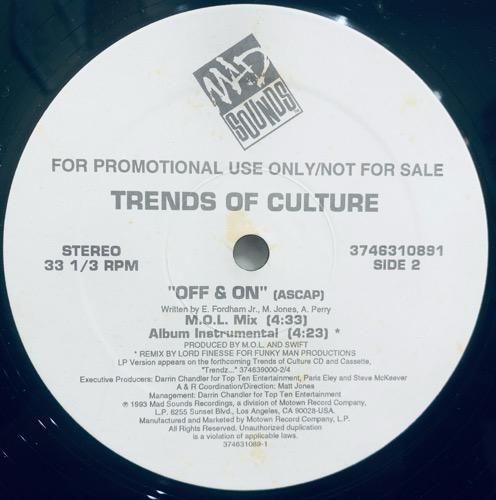 MAD
SOUNDS
FOR PROMOTIONAL USE ONLY/NOT FOR SALE
TRENDS OF CULTURE
STEREO
33 1/3 RPM
3746310891
SIDE 2
"OFF & ON" (ASCAP)
Written by E. Fordham Jr., M. Jones, A. Perry
M.O.L. Mix (4:33)
Album Instrumental (4:23) *
PRODUCED BY M.O.L. AND SWIFT
* REMIX BY LORD FINESSE FOR FUNKY MAN PRODUCTIONS
LP Version appears on the forthcoming Trends of Culture CD and Cassette,
"Trendz..." 374639000-2/4
Executive Producers: Darrin Chandler for Top Ten Entertainment, Paris Eley and Steve McKeever
A & R Coordination/Direction: Matt Jones
Management: Darrin Chandler for Top Ten Entertainment
℗ 1993 Mad Sounds Recordings, a division of Motown Record Company,
L.P. 6255 Sunset Blvd., Los Angeles, CA 90028-USA.
Manufactured and Marketed by Motown Record Company, L.P.
All Rights Reserved. Unauthorized duplication
is a violation of applicable laws.
374631089-1